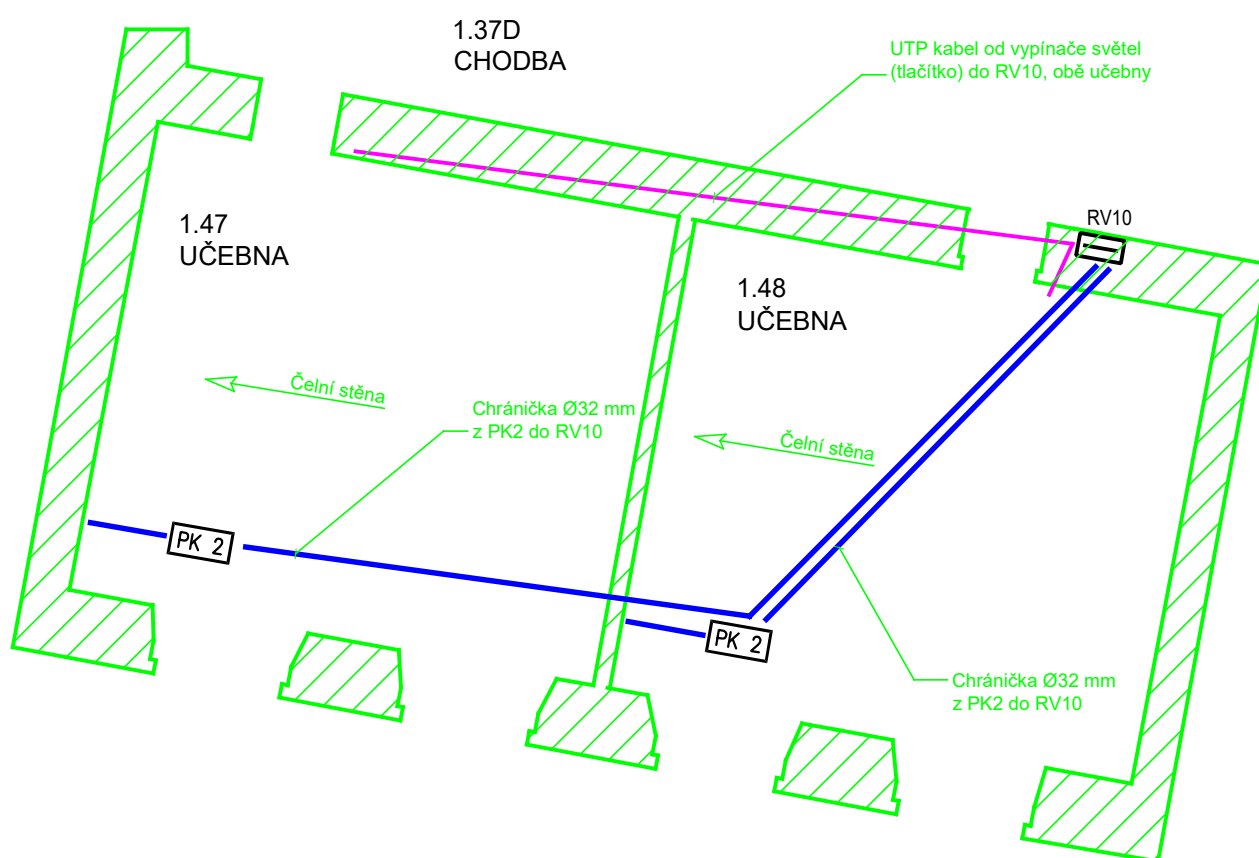 1.37D
CHODBA
UTP kabel od vypínače světel
(tlačítko) do RV10, obě učebny
RV10
1.47
UČEBNA
1.48
UČEBNA
Čelní stěna
Chránička Ø32 mm
z PK2 do RV10
Čelní stěna
PK 2
PK 2
Chránička Ø32 mm
z PK2 do RV10